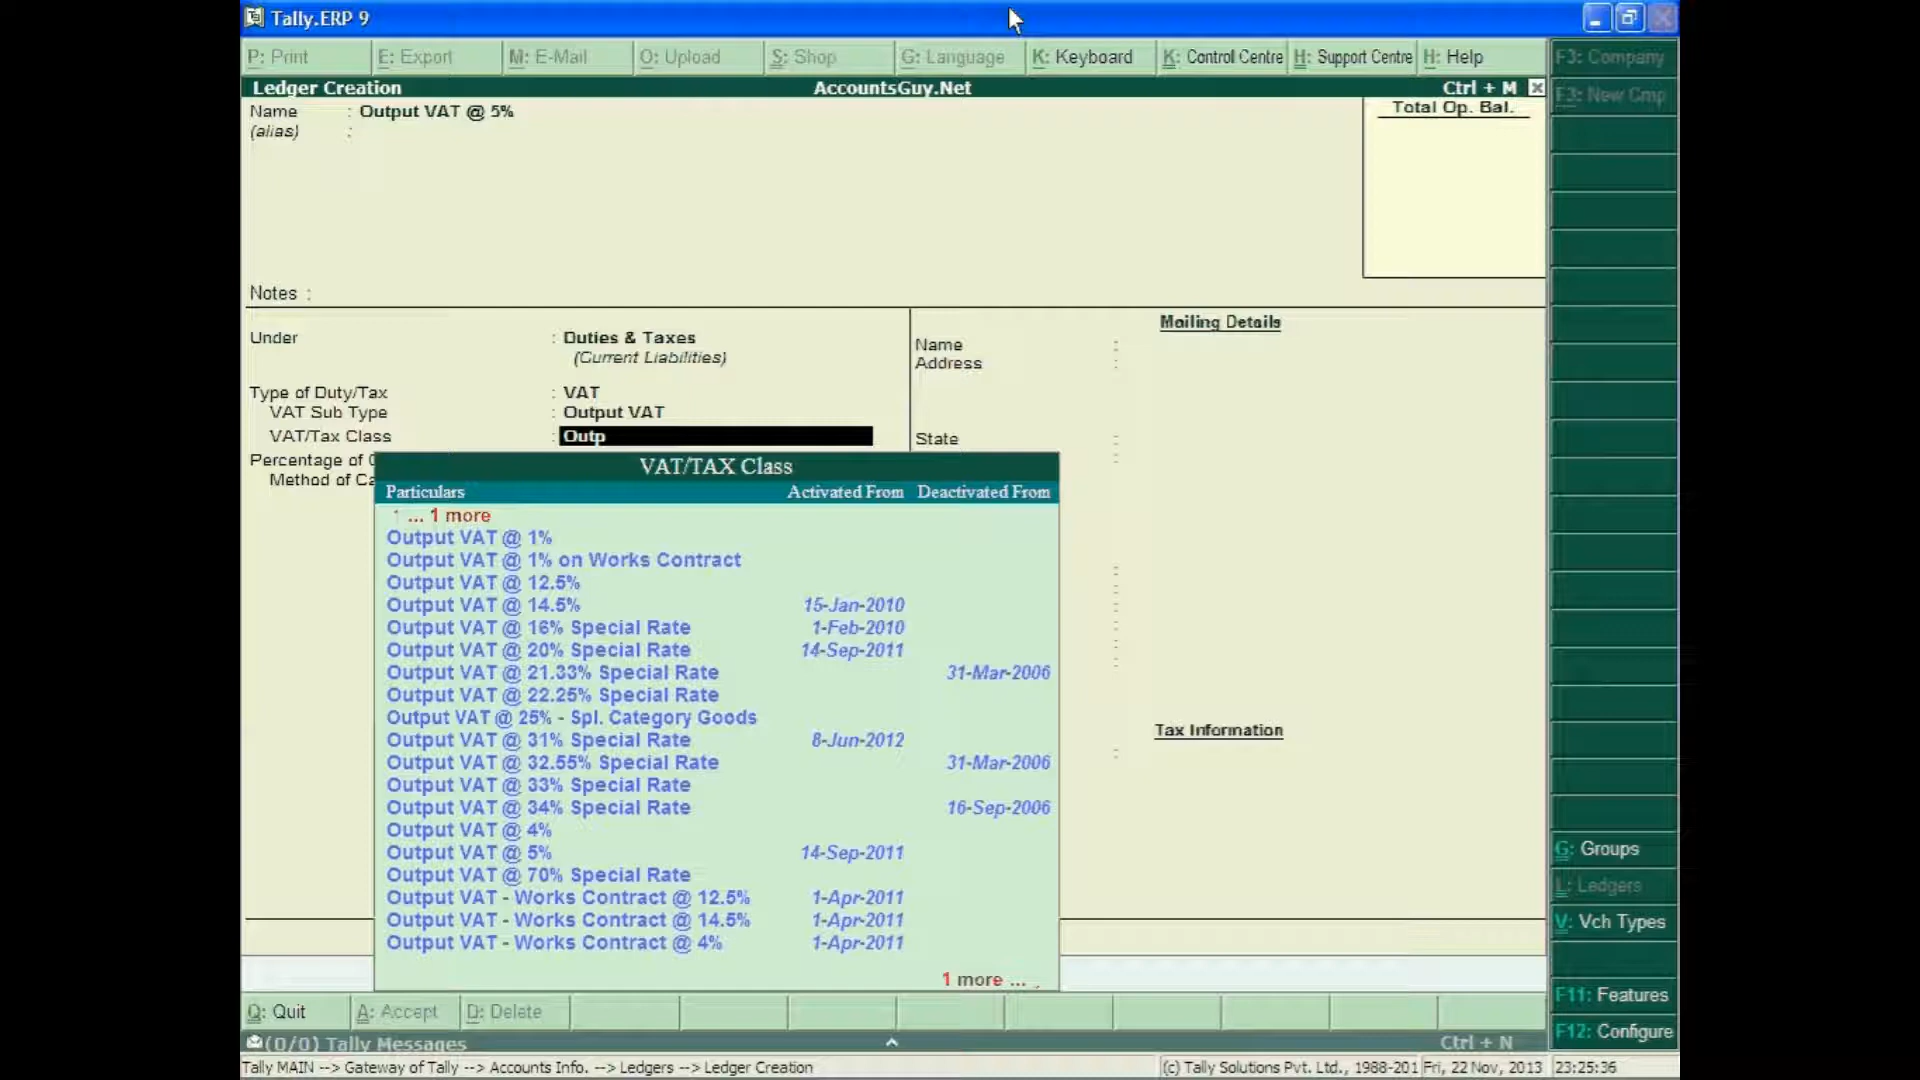 Tally.ERP 9
P: Print E: Export M: E-Mail O: Upload S: Shop G: Language K: Keyboard K: Control Centre H: Support Centre H: Help F3: Company
Ledger Creation AccountsGuy.Net Ctrl + M
F3: New Cmp
Name : Output VAT @ 5% Total Op. Bal.
(alias) :
Notes :
Mailing Details
Under : Duties & Taxes
(Current Liabilities)
Name :
Address :
Type of Duty/Tax : VAT
VAT Sub Type : Output VAT
VAT/Tax Class : Outp
State :
Percentage of C
Method of Ca
VAT/TAX Class
Particulars Activated From Deactivated From
... 1 more
Output VAT @ 1%
Output VAT @ 1% on Works Contract
Output VAT @ 12.5%
Output VAT @ 14.5% 15-Jan-2010
Output VAT @ 16% Special Rate 1-Feb-2010
Output VAT @ 20% Special Rate 14-Sep-2011
Output VAT @ 21.33% Special Rate 31-Mar-2006
Output VAT @ 22.25% Special Rate
Output VAT @ 25% - Spl. Category Goods
Output VAT @ 31% Special Rate 8-Jun-2012
Output VAT @ 32.55% Special Rate 31-Mar-2006
Output VAT @ 33% Special Rate
Output VAT @ 34% Special Rate 16-Sep-2006
Output VAT @ 4%
Output VAT @ 5% 14-Sep-2011
Output VAT @ 70% Special Rate
Output VAT - Works Contract @ 12.5% 1-Apr-2011
Output VAT - Works Contract @ 14.5% 1-Apr-2011
Output VAT - Works Contract @ 4% 1-Apr-2011
1 more ...
Tax Information
G: Groups
L: Ledgers
V: Vch Types
F11: Features
F12: Configure
Q: Quit A: Accept D: Delete
(0/0) Tally Messages Ctrl + N
Tally MAIN --> Gateway of Tally --> Accounts Info. --> Ledgers --> Ledger Creation (c) Tally Solutions Pvt. Ltd., 1988-201 Fri, 22 Nov, 2013 23:25:36